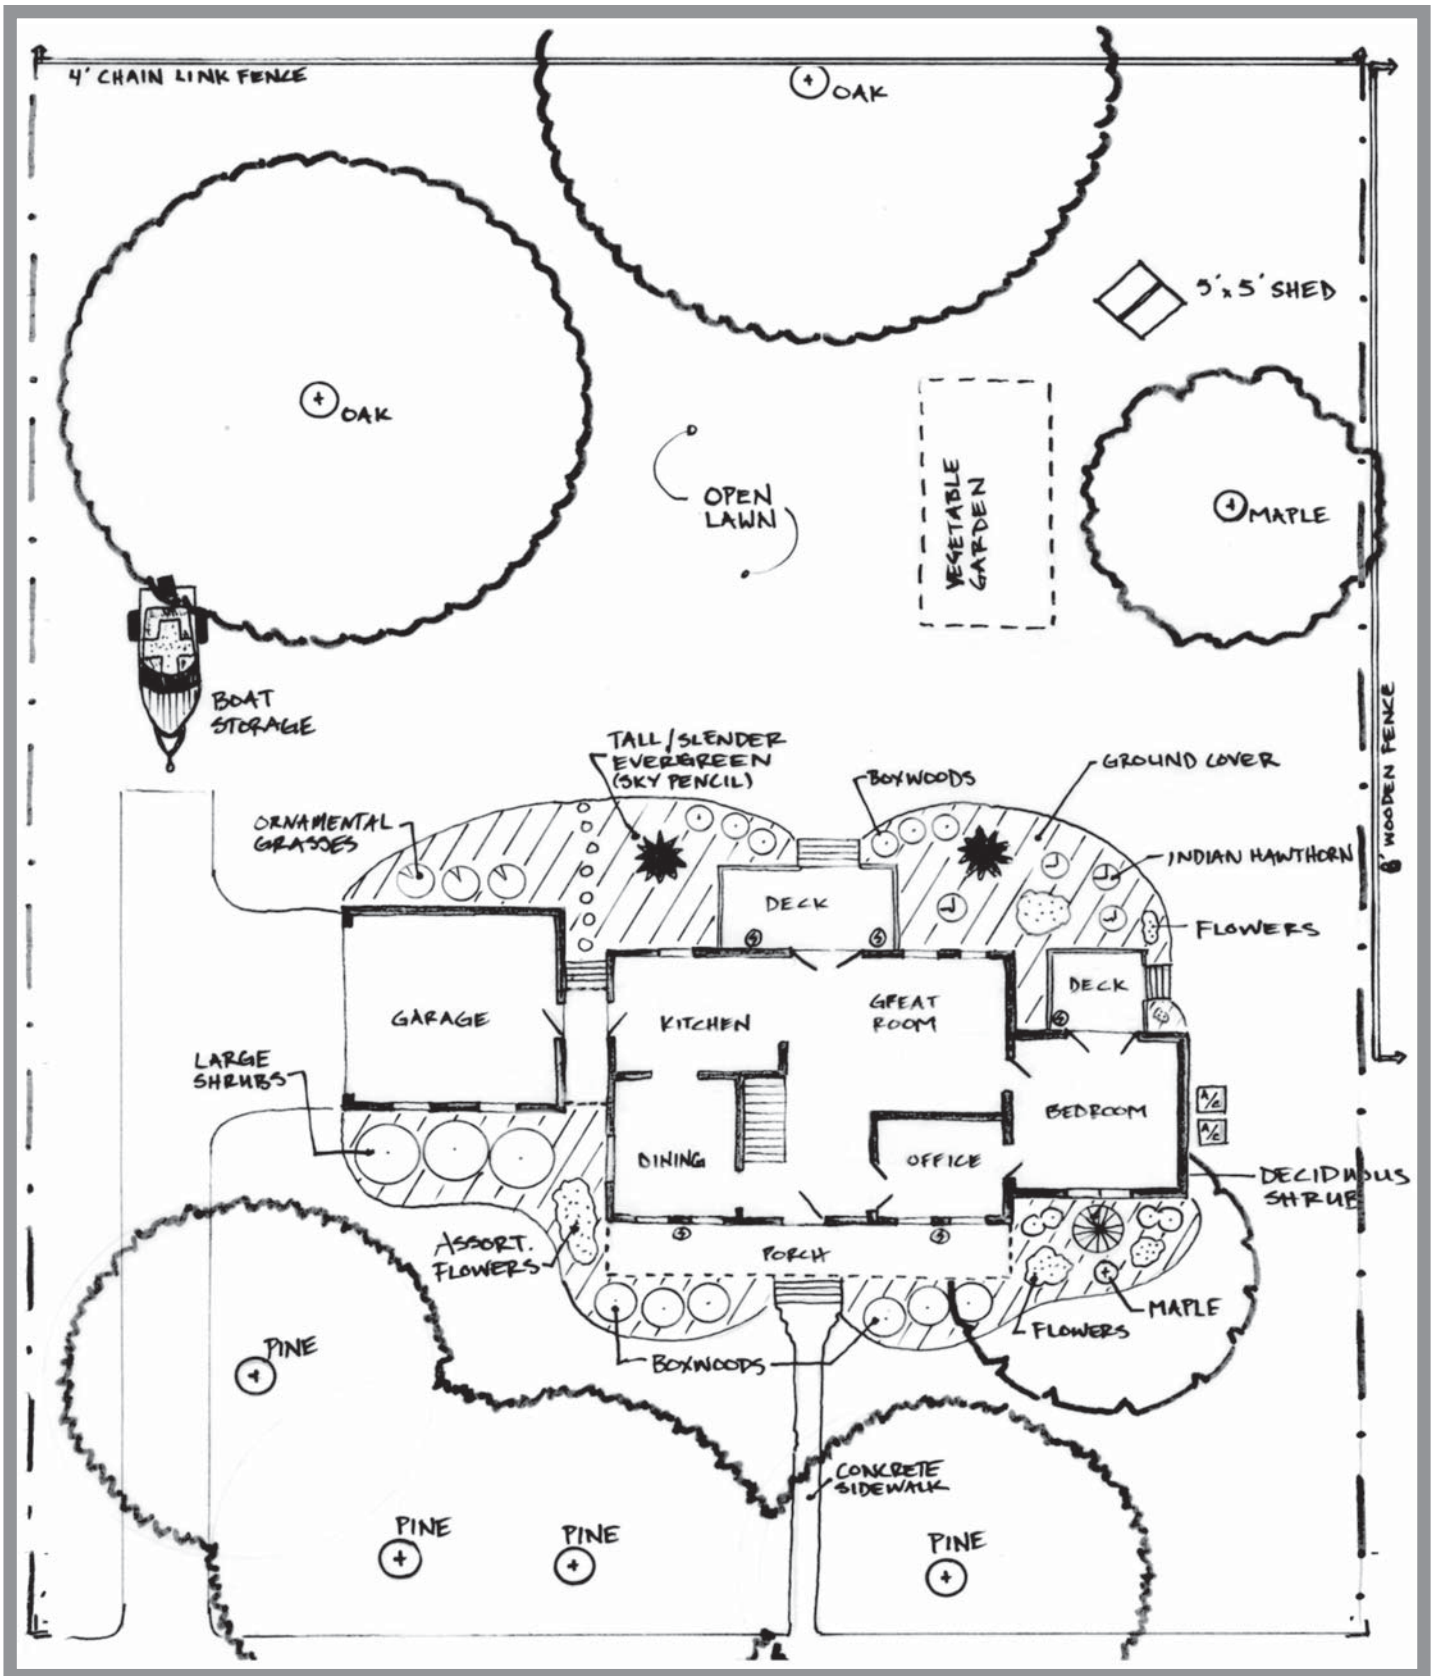 4' CHAIN LINK FENCE
OAK
5'x5' SHED
OAK
OPEN
LAWN
VEGETABLE
GARDEN
MAPLE
BOAT
STORAGE
8' WOODEN FENCE
TALL/SLENDER
EVERGREEN
(SKY PENCIL)
BOXWOODS
GROUND COVER
ORNAMENTAL
GRASSES
INDIAN HAWTHORN
DECK
FLOWERS
DECK
GARAGE
KITCHEN
GREAT
ROOM
LARGE
SHRUBS
BEDROOM
A/C
A/C
DINING
OFFICE
DECIDUOUS
SHRUB
ASSORT.
FLOWERS
PORCH
MAPLE
FLOWERS
BOXWOODS
PINE
CONCRETE
SIDEWALK
PINE
PINE
PINE